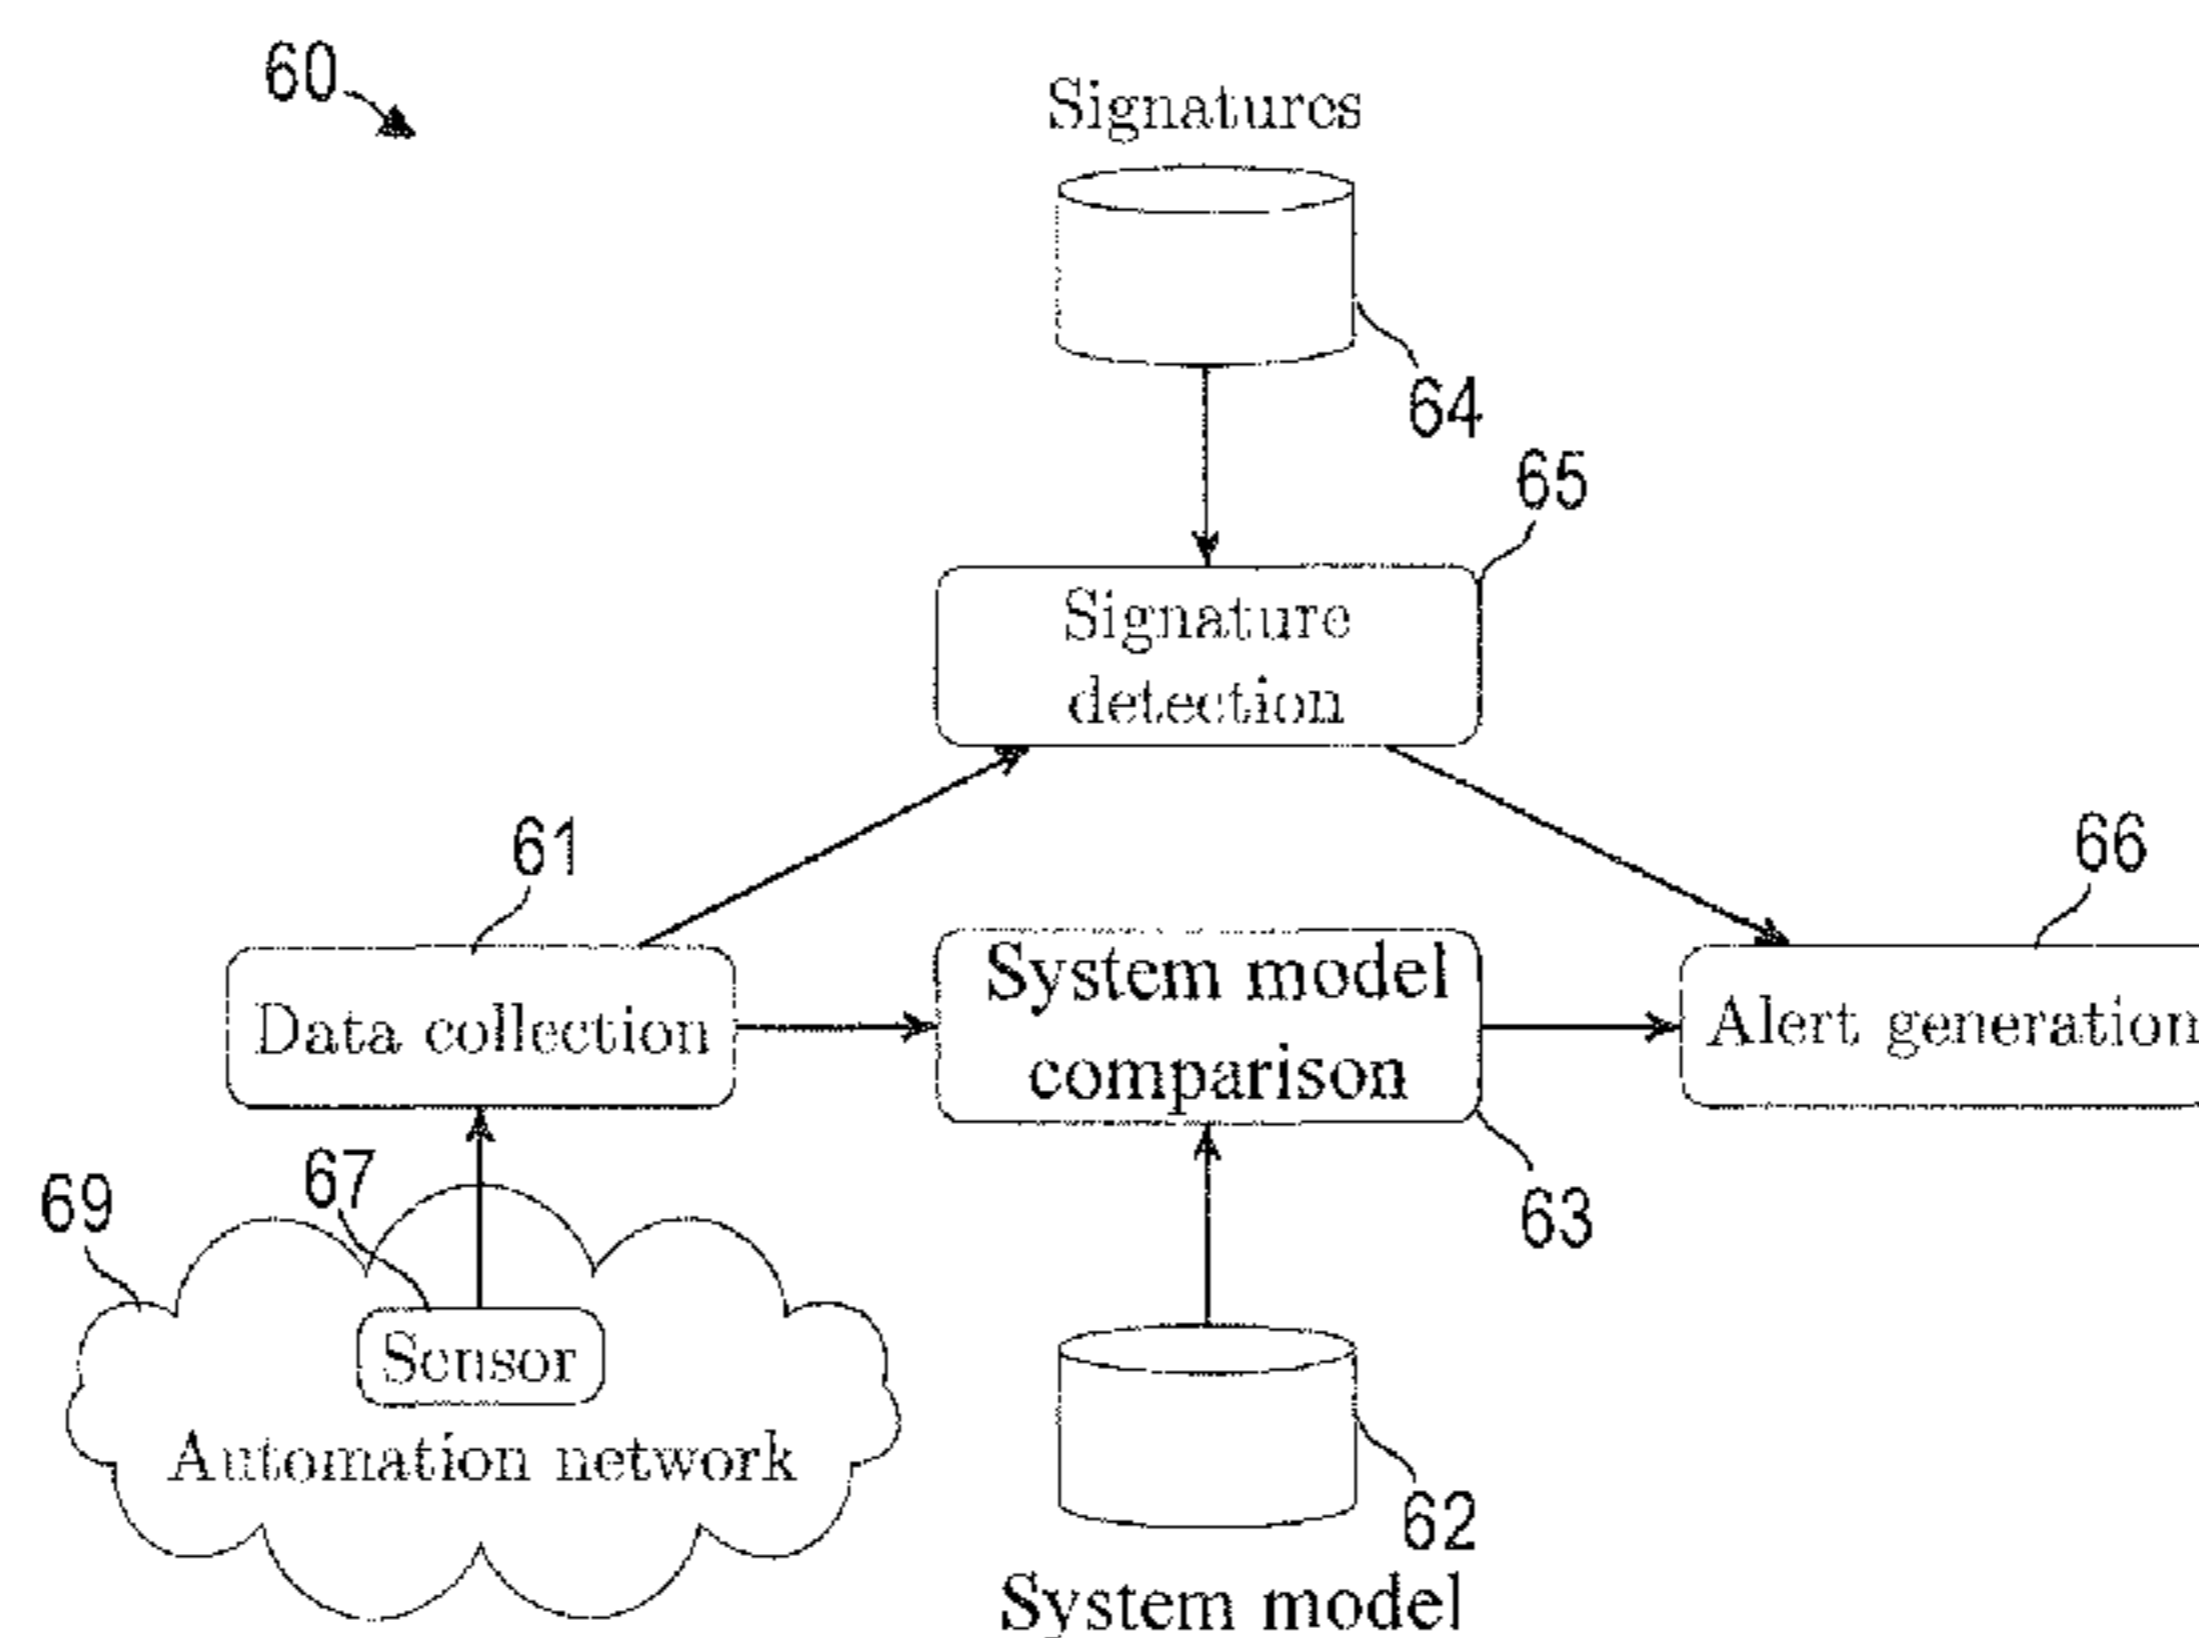 60
Signatures
64
65
Signature
detection
61
66
Data collection
System model
comparison
Alert generation
67
69
63
Sensor
Automation network
62
System model